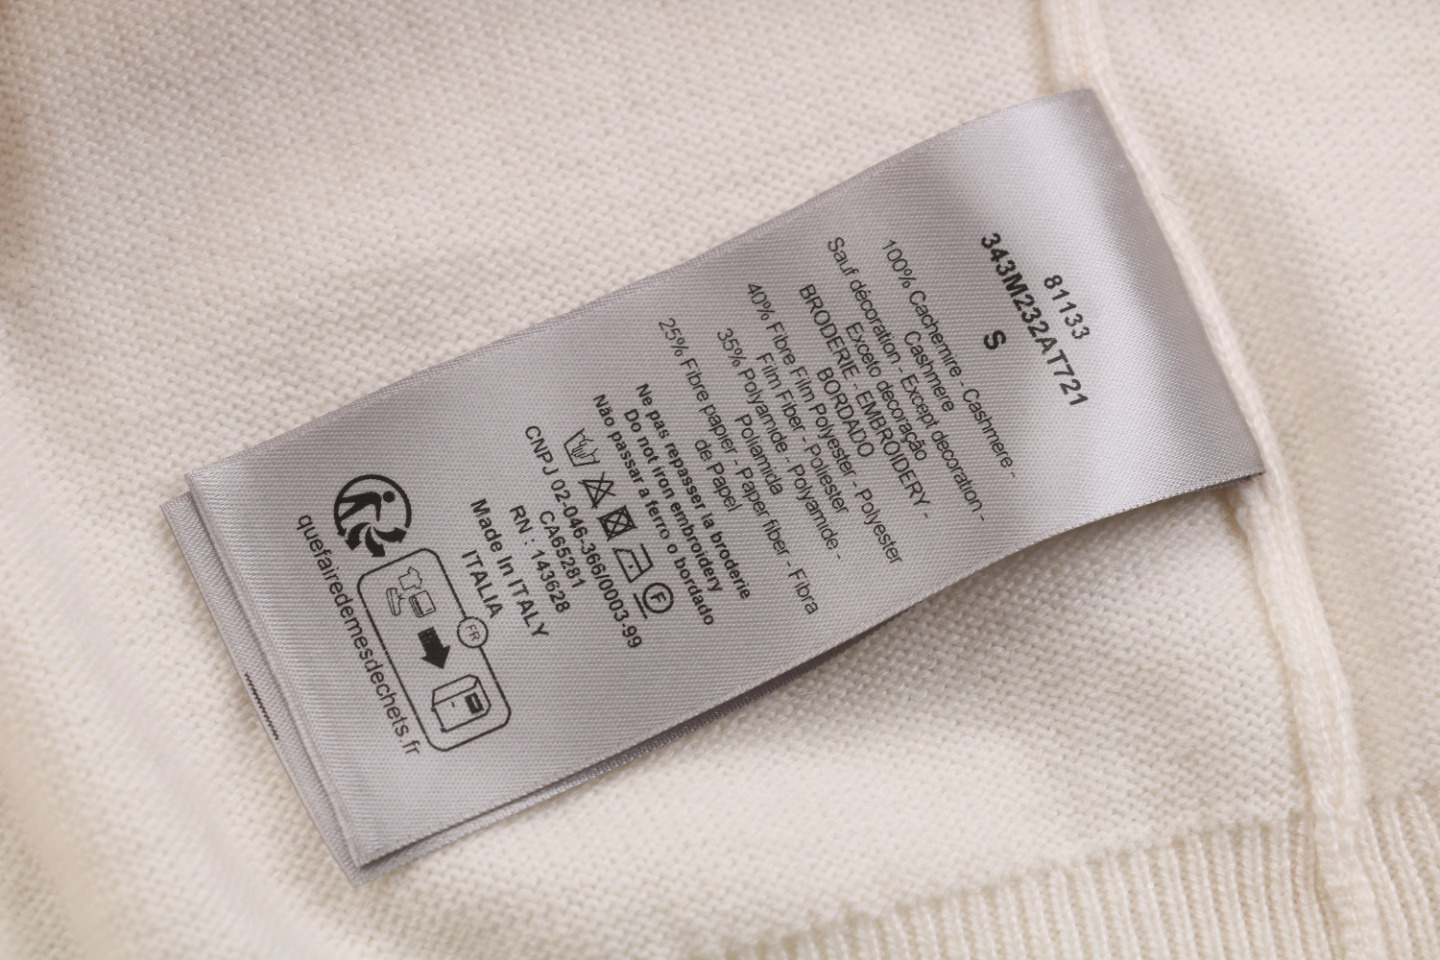 81133
343M232AT721
S
100% Cachemire - Cashmere -
Cashmere
Sauf décoration - Except decoration -
Exceto decoração
BRODERIE - EMBROIDERY -
BORDADO
40% Fibre Film Polyester - Polyester
Film Fiber - Poliester
35% Polyamide - Polyamide -
Poliamida
25% Fibre papier - Paper fiber - Fibra
de Papel
Ne pas repasser la broderie
Do not iron embroidery
Não passar a ferro o bordado
F
CNPJ 02-046-366/0003-99
CA65281
RN : 143628
Made In ITALY
ITALIA
FR
quefairedemesdechets.fr